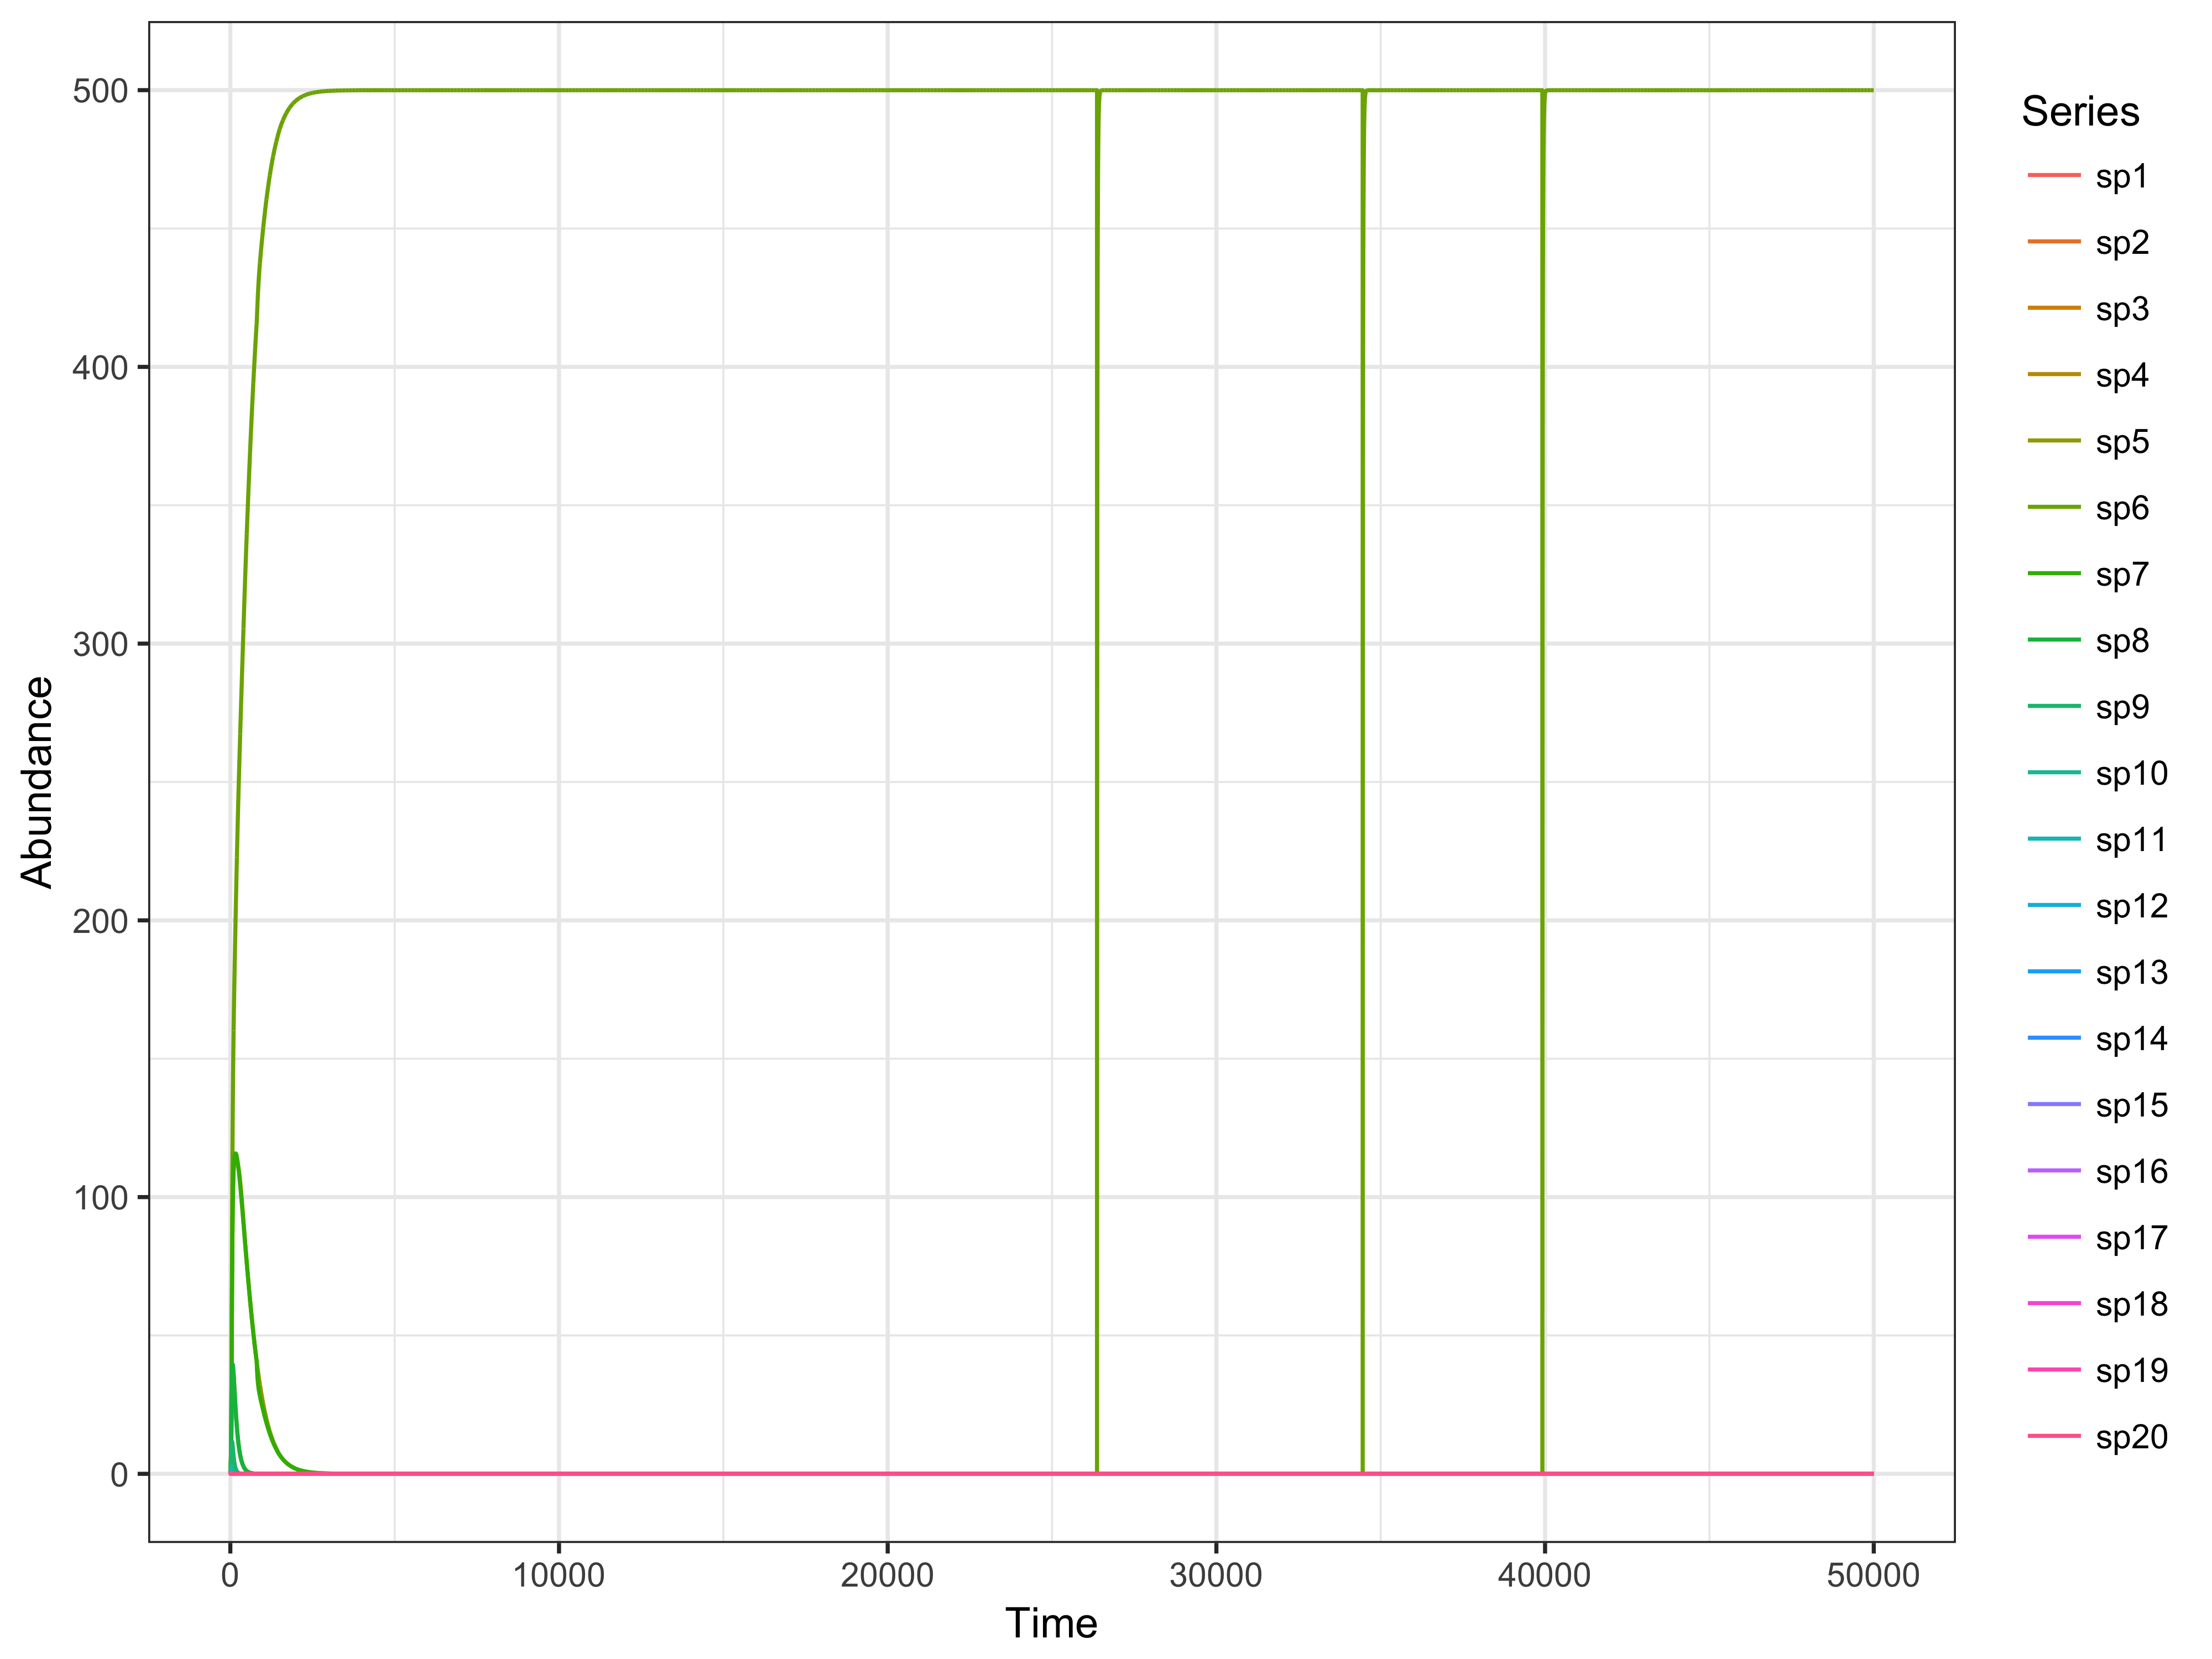 500
400
300
200
100
0
Abundance
0 10000 20000 30000 40000 50000
Time
Series
sp1
sp2
sp3
sp4
sp5
sp6
sp7
sp8
sp9
sp10
sp11
sp12
sp13
sp14
sp15
sp16
sp17
sp18
sp19
sp20